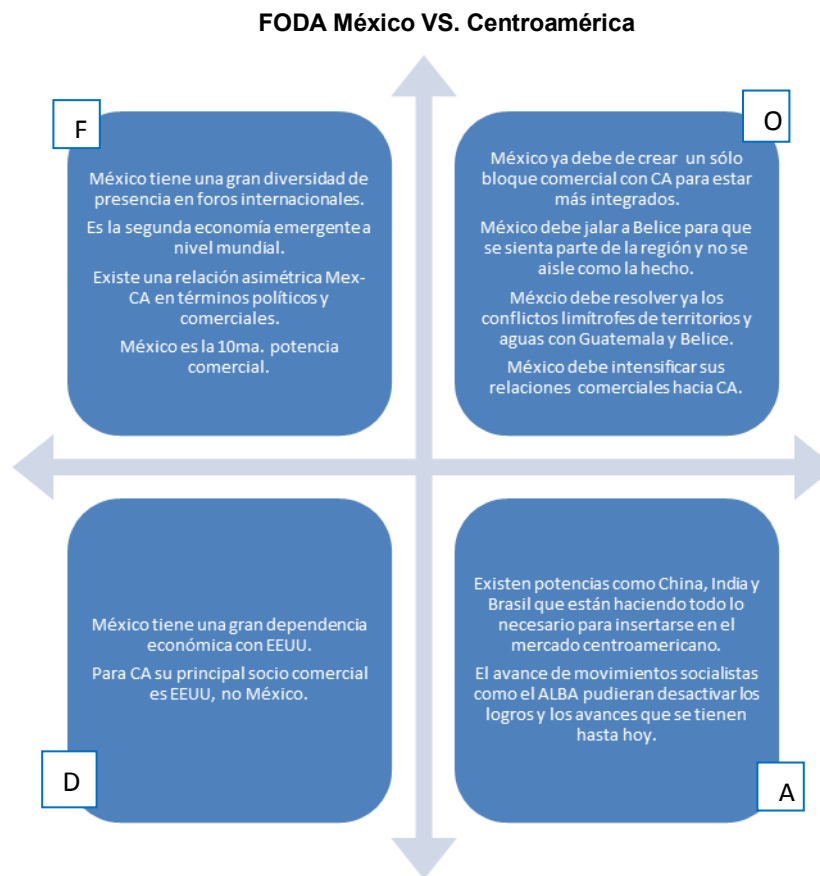 FODA México VS. Centroamérica
F
México tiene una gran diversidad de
presencia en foros internacionales.
Es la segunda economía emergente a
nivel mundial.
Existe una relación asimétrica Mex-
CA en términos políticos y
comerciales.
México es la 10ma. potencia
comercial.
O
México ya debe de crear un sólo
bloque comercial con CA para estar
más integrados.
México debe jalar a Belice para que
se sienta parte de la región y no se
aisle como la hecho.
Méxcio debe resolver ya los
conflictos limítrofes de territorios y
aguas con Guatemala y Belice.
México debe intensificar sus
relaciones comerciales hacia CA.
México tiene una gran dependencia
económica con EEUU.
Para CA su principal socio comercial
es EEUU, no México.
D
Existen potencias como China, India y
Brasil que están haciendo todo lo
necesario para insertarse en el
mercado centroamericano.
El avance de movimientos socialistas
como el ALBA pudieran desactivar los
logros y los avances que se tienen
hasta hoy.
A